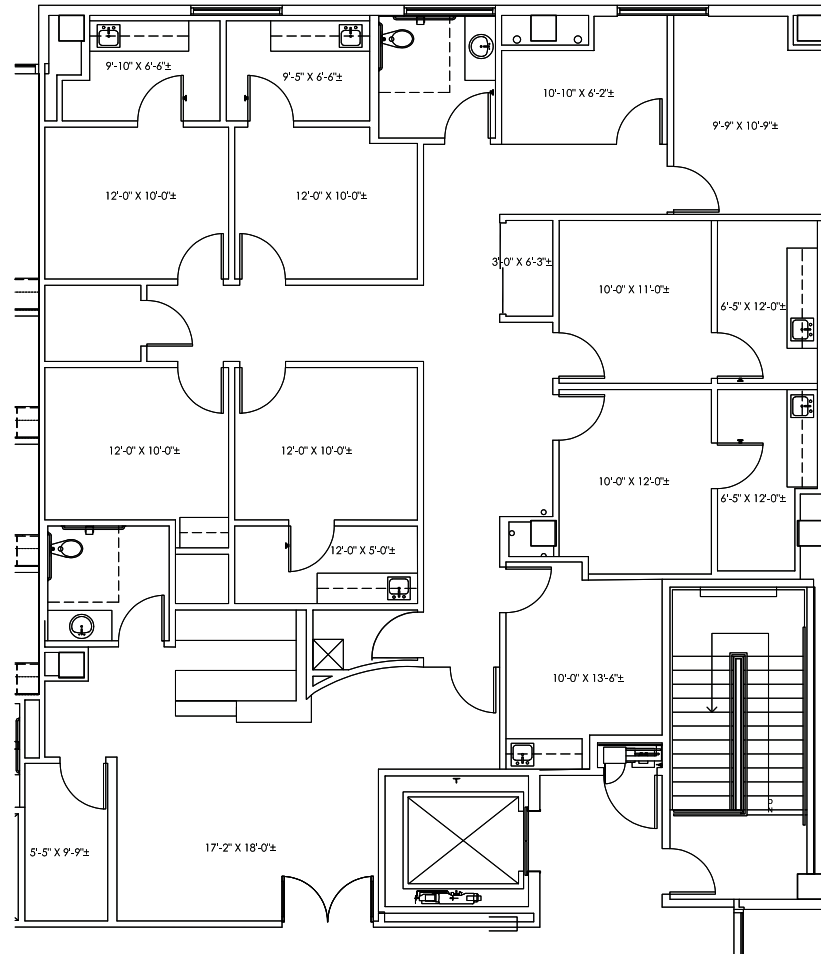 9'-10" X 6'-6"±
9'-5" X 6'-6"±
10'-10" X 6'-2"±
9'-9" X 10'-9"±
12'-0" X 10'-0"±
12'-0" X 10'-0"±
3'-0" X 6'-3"±
10'-0" X 11'-0"±
6'-5" X 12'-0"±
12'-0" X 10'-0"±
12'-0" X 10'-0"±
10'-0" X 12'-0"±
6'-5" X 12'-0"±
12'-0" X 5'-0"±
10'-0" X 13'-6"±
DN
17'-2" X 18'-0"±
5'-5" X 9'-9"±